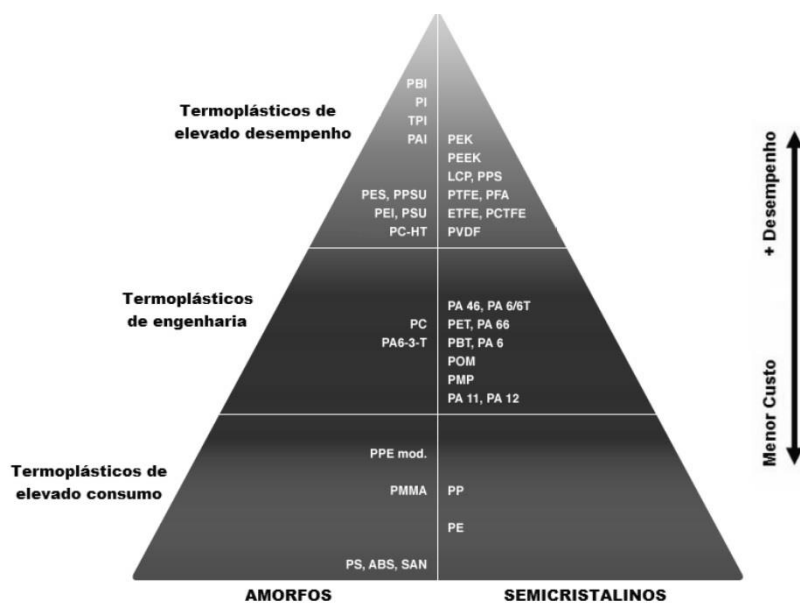 Termoplásticos de
elevado desempenho
PBI
PI
TPI
PAI
PES, PPSU
PEI, PSU
PC-HT
PEK
PEEK
LCP, PPS
PTFE, PFA
ETFE, PCTFE
PVDF
Termoplásticos
de engenharia
PC
PA6-3-T
PA 46, PA 6/6T
PET, PA 66
PBT, PA 6
POM
PMP
PA 11, PA 12
Termoplásticos de
elevado consumo
PPE mod.
PMMA
PS, ABS, SAN
PP
PE
AMORFOS
SEMICRISTALINOS
+ Desempenho
Menor Custo